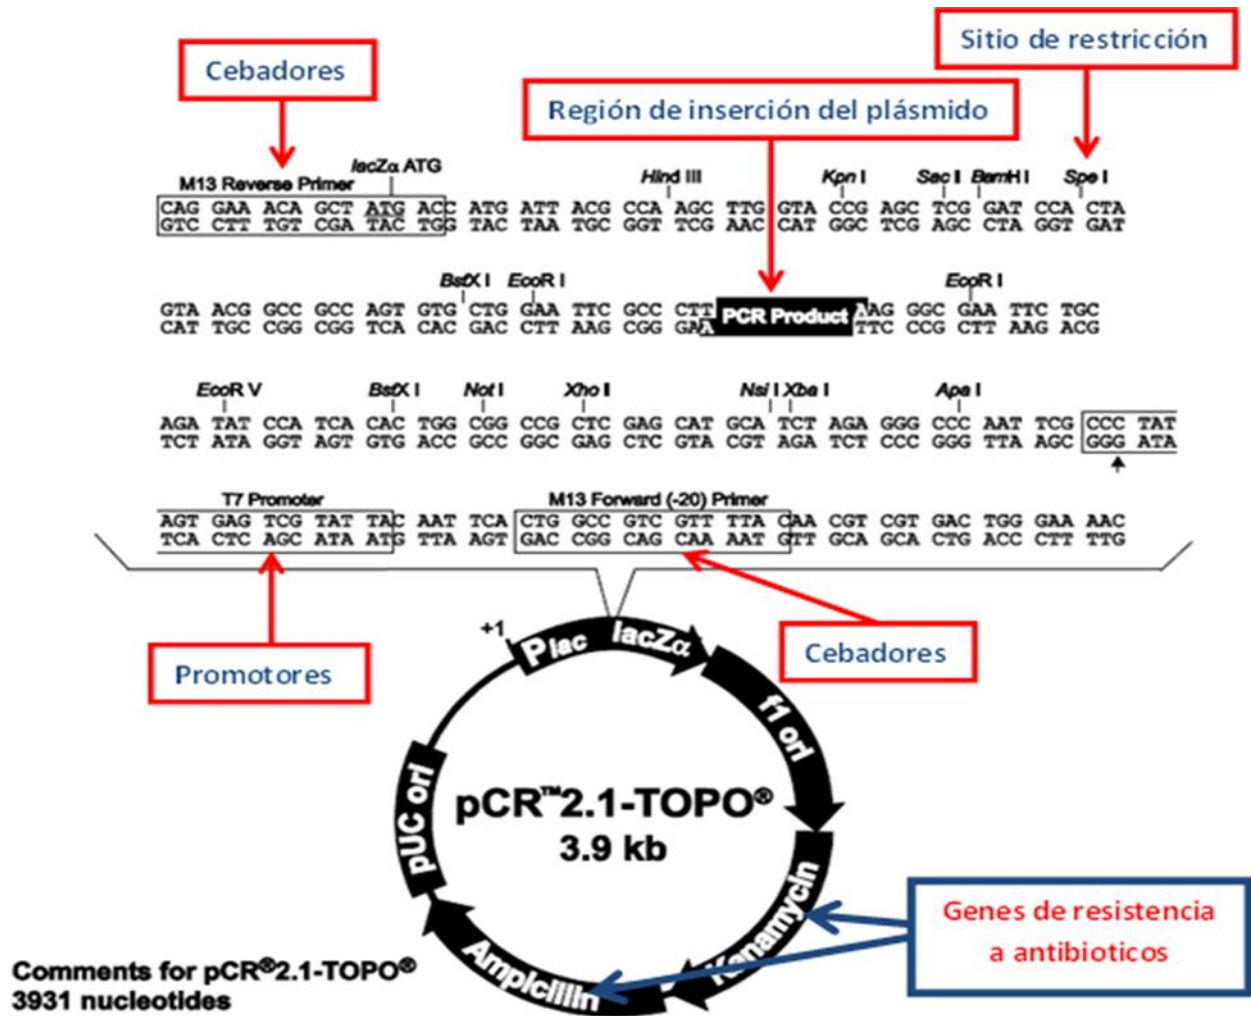 Sitio de restricción
Cebadores
Región de inserción del plásmido
lacZα ATG
M13 Reverse Primer
Hind III Kpn I Sac I BamH I Spe I
CAG GAA ACA GCT ATG ACC ATG ATT ACG CCA AGC TTG GTA CCG AGC TCG GAT CCA CTA
GTC CTT TGT CGA TAC TGG TAC TAA TGC GGT TCG AAC CAT GGC TCG AGC CTA GGT GAT
BstX I EcoR I EcoR I
GTA ACG GCC GCC AGT GTG CTG GAA TTC GCC CTT PCR Product AAG GGC GAA TTC TGC
CAT TGC CGG CGG TCA CAC GAC CTT AAG CGG GAA TTC CCG CTT AAG ACG
EcoR V BstX I Not I Xho I Nsi I Xba I Apa I
AGA TAT CCA TCA CAC TGG CGG CCG CTC GAG CAT GCA TCT AGA GGG CCC AAT TCG CCC TAT
TCT ATA GGT AGT GTG ACC GCC GGC GAG CTC GTA CGT AGA TCT CCC GGG TTA AGC GGG ATA
T7 Promoter M13 Forward (-20) Primer
AGT GAG TCG TAT TAC AAT TCA CTG GCC GTC GTT TTA CAA CGT CGT GAC TGG GAA AAC
TCA CTC AGC ATA ATG TTA AGT GAC CGG CAG CAA AAT GTT GCA GCA CTG ACC CTT TTG
Promotores
Cebadores
+1
Plac lacZα
f1 ori
Kanamycin
Ampicillin
pUC ori
pCR™2.1-TOPO®
3.9 kb
Genes de resistencia
a antibioticos
Comments for pCR®2.1-TOPO®
3931 nucleotides